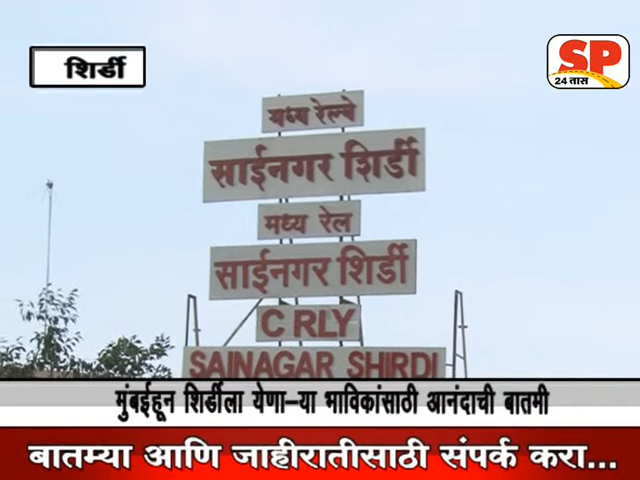 शिर्डी
SP
24 तास
मध्य रेल्वे
साईनगर शिर्डी
मध्य रेल
साईनगर शिर्डी
C RLY
SAINAGAR SHIRDI
मुंबईहून शिर्डीला येणा-या भाविकांसाठी आनंदाची बातमी
बातम्या आणि जाहीरातीसाठी संपर्क करा...